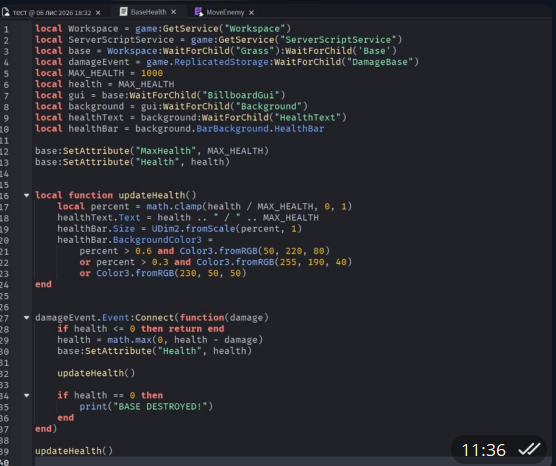 тест @ 06 лис 2026 18:32 × BaseHealth × MoveEnemy ×
1 local Workspace = game:GetService("Workspace")
2 local ServerScriptService = game:GetService("ServerScriptService")
3 local base = Workspace:WaitForChild("Grass"):WaitForChild('Base')
4 local damageEvent = game.ReplicatedStorage:WaitForChild("DamageBase")
5 local MAX_HEALTH = 1000
6 local health = MAX_HEALTH
7 local gui = base:WaitForChild("BillboardGui")
8 local background = gui:WaitForChild("Background")
9 local healthText = background:WaitForChild("HealthText")
10 local healthBar = background.BarBackground.HealthBar
11
12 base:SetAttribute("MaxHealth", MAX_HEALTH)
13 base:SetAttribute("Health", health)
14
15
16 local function updateHealth()
17 local percent = math.clamp(health / MAX_HEALTH, 0, 1)
18 healthText.Text = health .. " / " .. MAX_HEALTH
19 healthBar.Size = UDim2.fromScale(percent, 1)
20 healthBar.BackgroundColor3 =
21 percent > 0.6 and Color3.fromRGB(50, 220, 80)
22 or percent > 0.3 and Color3.fromRGB(255, 190, 40)
23 or Color3.fromRGB(230, 50, 50)
24 end
25
26
27 damageEvent.Event:Connect(function(damage)
28 if health <= 0 then return end
29 health = math.max(0, health - damage)
30 base:SetAttribute("Health", health)
31
32 updateHealth()
33
34 if health == 0 then
35 print("BASE DESTROYED!")
36 end
37 end)
38
39 updateHealth()
40
11:36